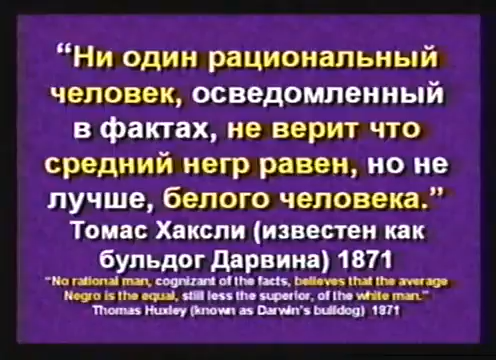 “Ни один рациональный
человек, осведомленный
в фактах, не верит что
средний негр равен, но не
лучше, белого человека.”
Томас Хаксли (известен как
бульдог Дарвина) 1871
“No rational man, cognizant of the facts, believes that the average
Negro is the equal, still less the superior, of the white man.”
Thomas Huxley (known as Darwin's bulldog) 1871